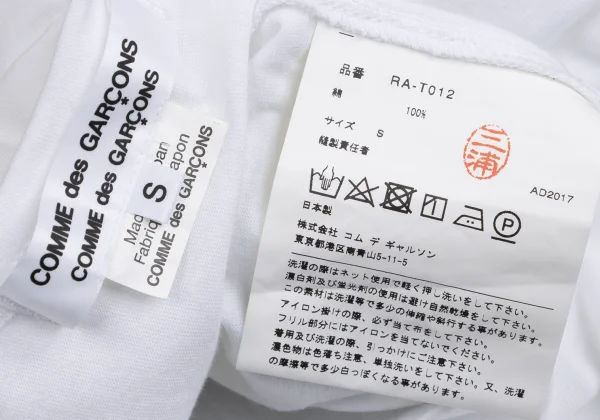 COMME des GARÇONS
COMME des GARÇONS
S
COMME des GARÇONS
品番 RA-T012
綿 100%
サイズ S
縫製責任者
三浦
AD2017
日本製
株式会社 コム デ ギャルソン
東京都港区南青山5-11-5
洗濯の際はネット使用で軽く押し洗いをして下さい。
漂白剤及び蛍光剤の使用は避け自然乾燥をして下さい。
この素材は洗濯等で多少の伸縮や斜行する事があります。
アイロン掛けの際、必ず当て布をして下さい。
フリル部分にはアイロンを当てないでください。
着用及び洗濯の際、引っかけにご注意下さい。
濃色物は色落ち注意、単独洗いをして下さい。又、洗濯
の摩擦等で多少白っぽくなる事があります。